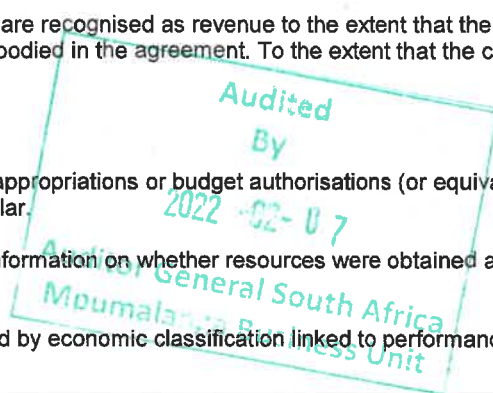 are recognised as revenue to the extent that the
bodied in the agreement. To the extent that the c
Audited
By
appropriations or budget authorisations (or equiva
lar.
2022 -02- 07
nformation on whether resources were obtained a
Auditor General South Africa
Mpumalanga Business Unit
d by economic classification linked to performanc